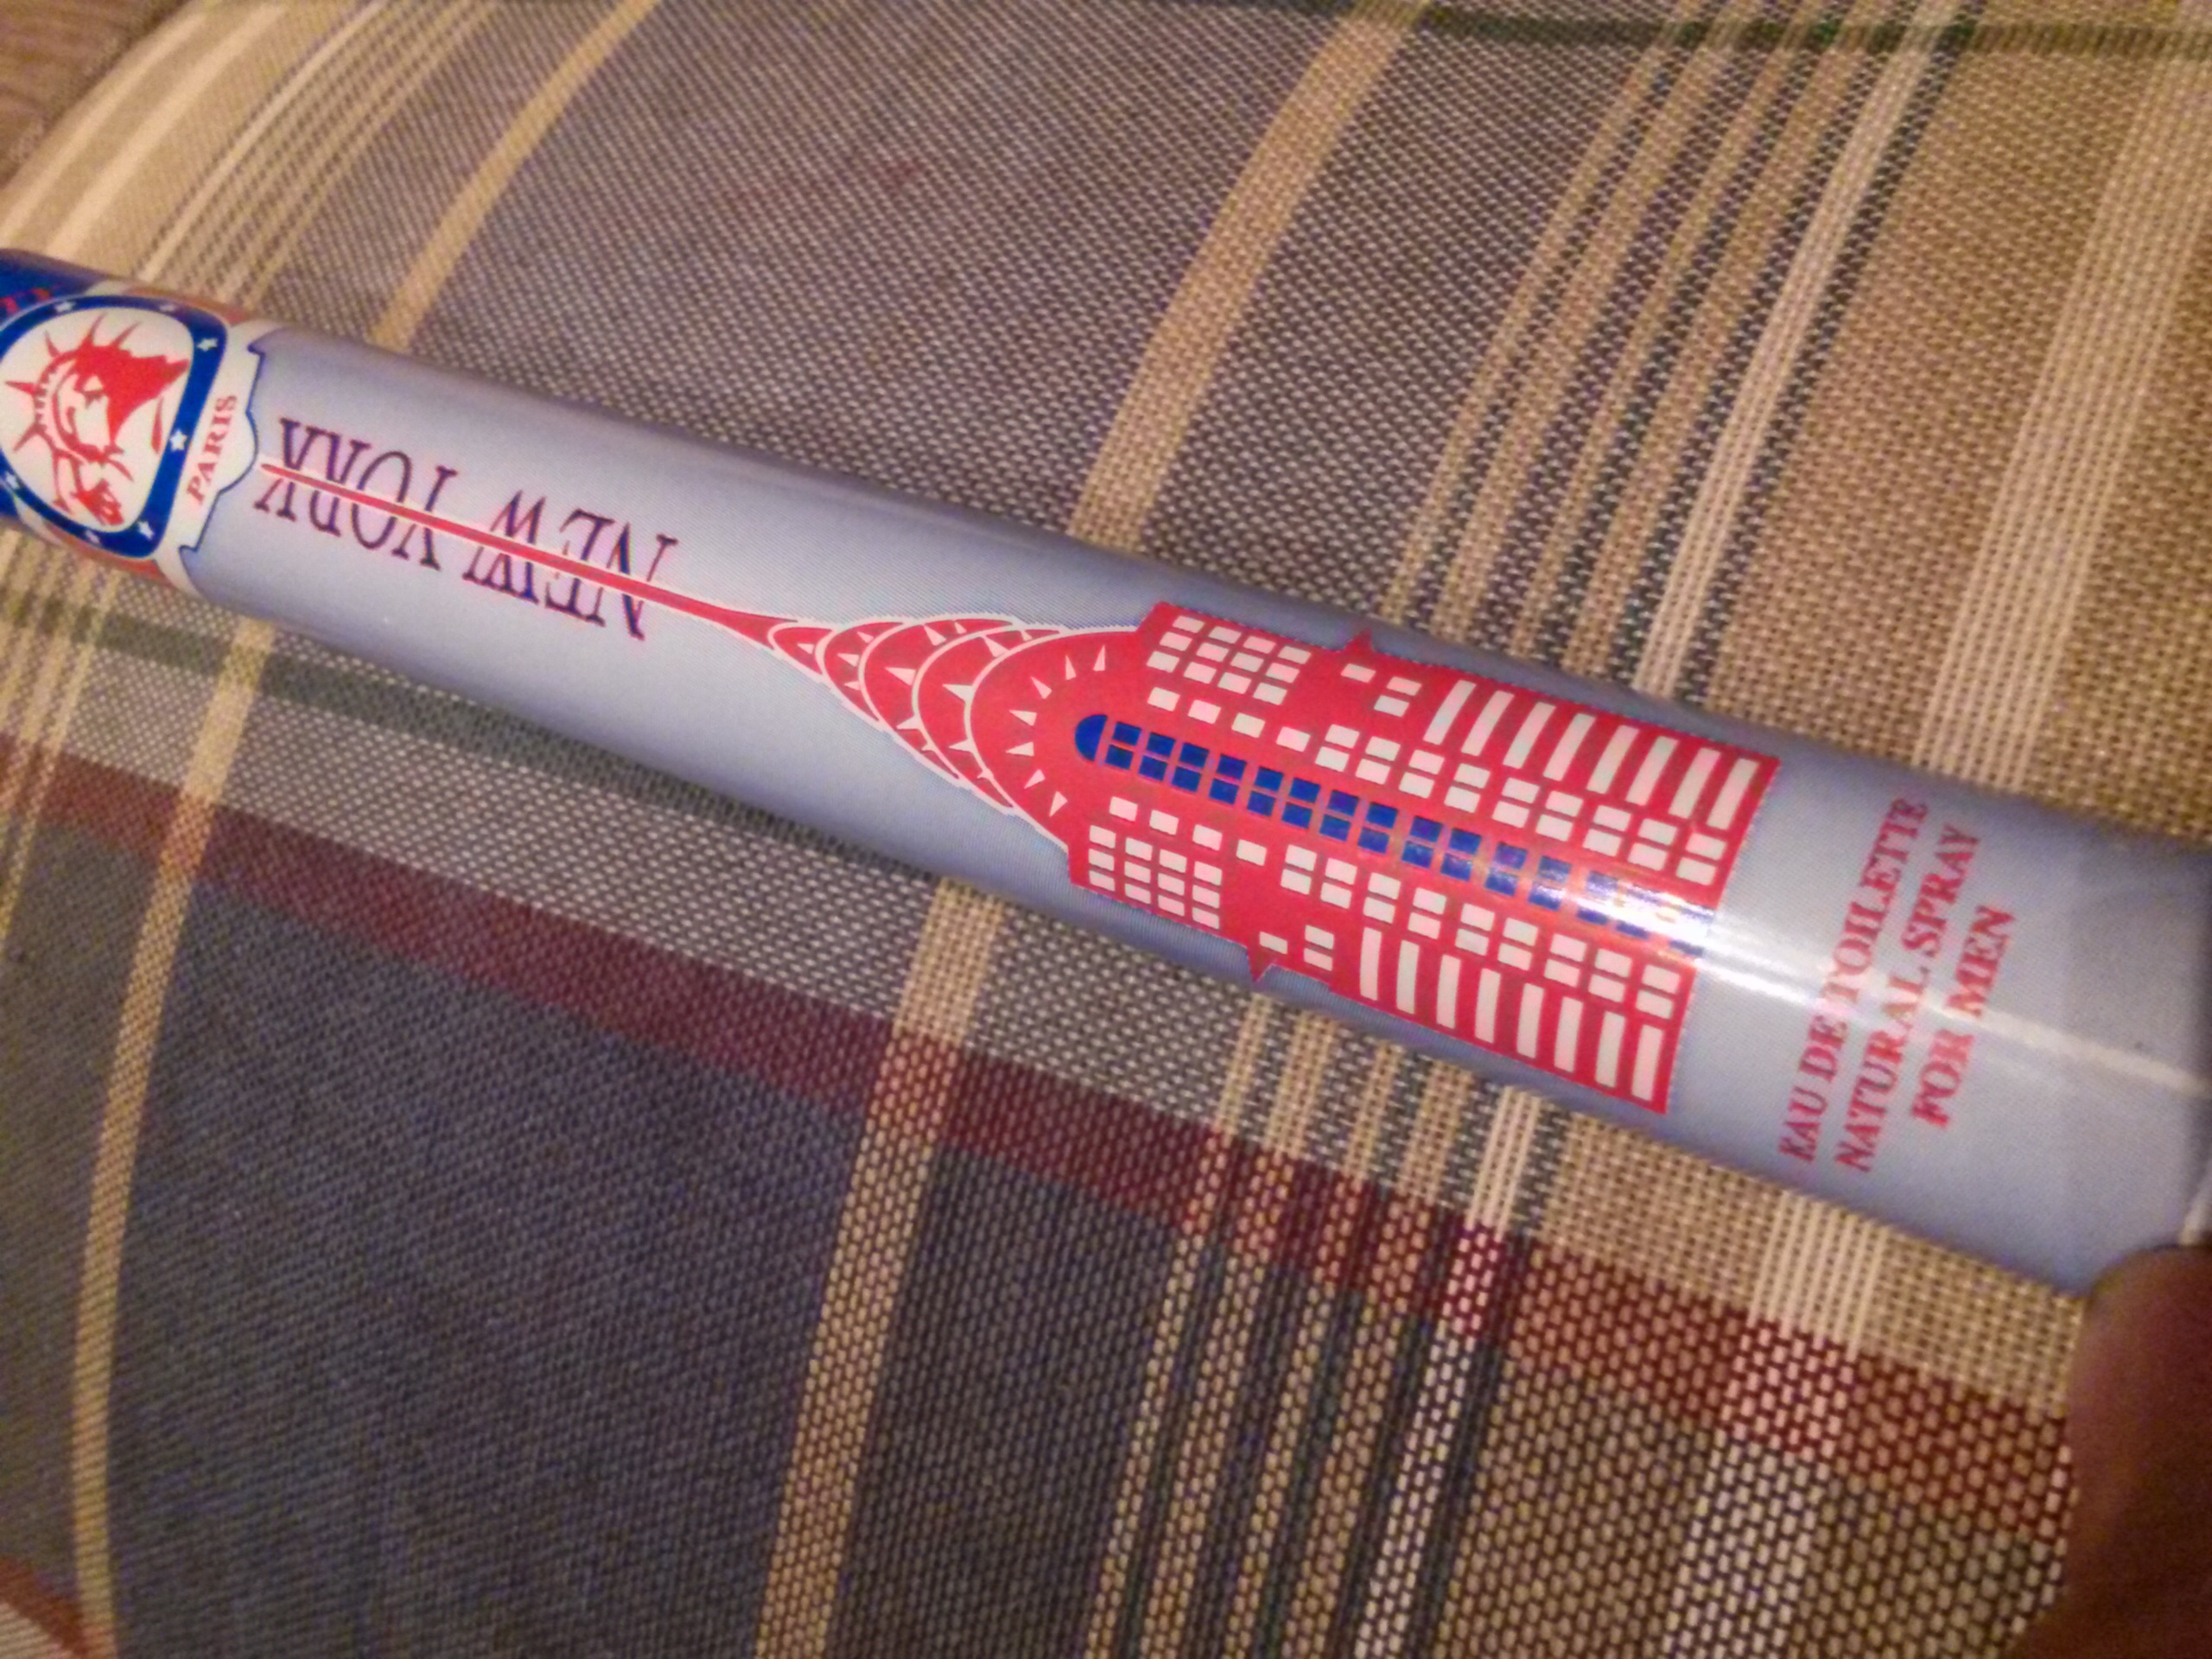 PARIS
NEW YORK
EAU DE TOILETTE
NATURAL SPRAY
FOR MEN